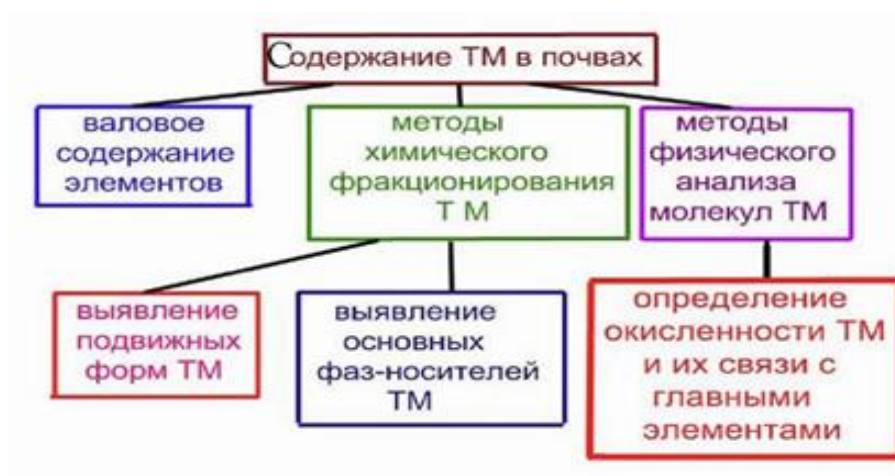 Содержание ТМ в почвах
валовое
содержание
элементов
методы
химического
фракционирования
Т М
методы
физического
анализа
молекул ТМ
выявление
подвижных
форм ТМ
выявление
основных
фаз-носителей
ТМ
определение
окисленности ТМ
и их связи с
главными
элементами